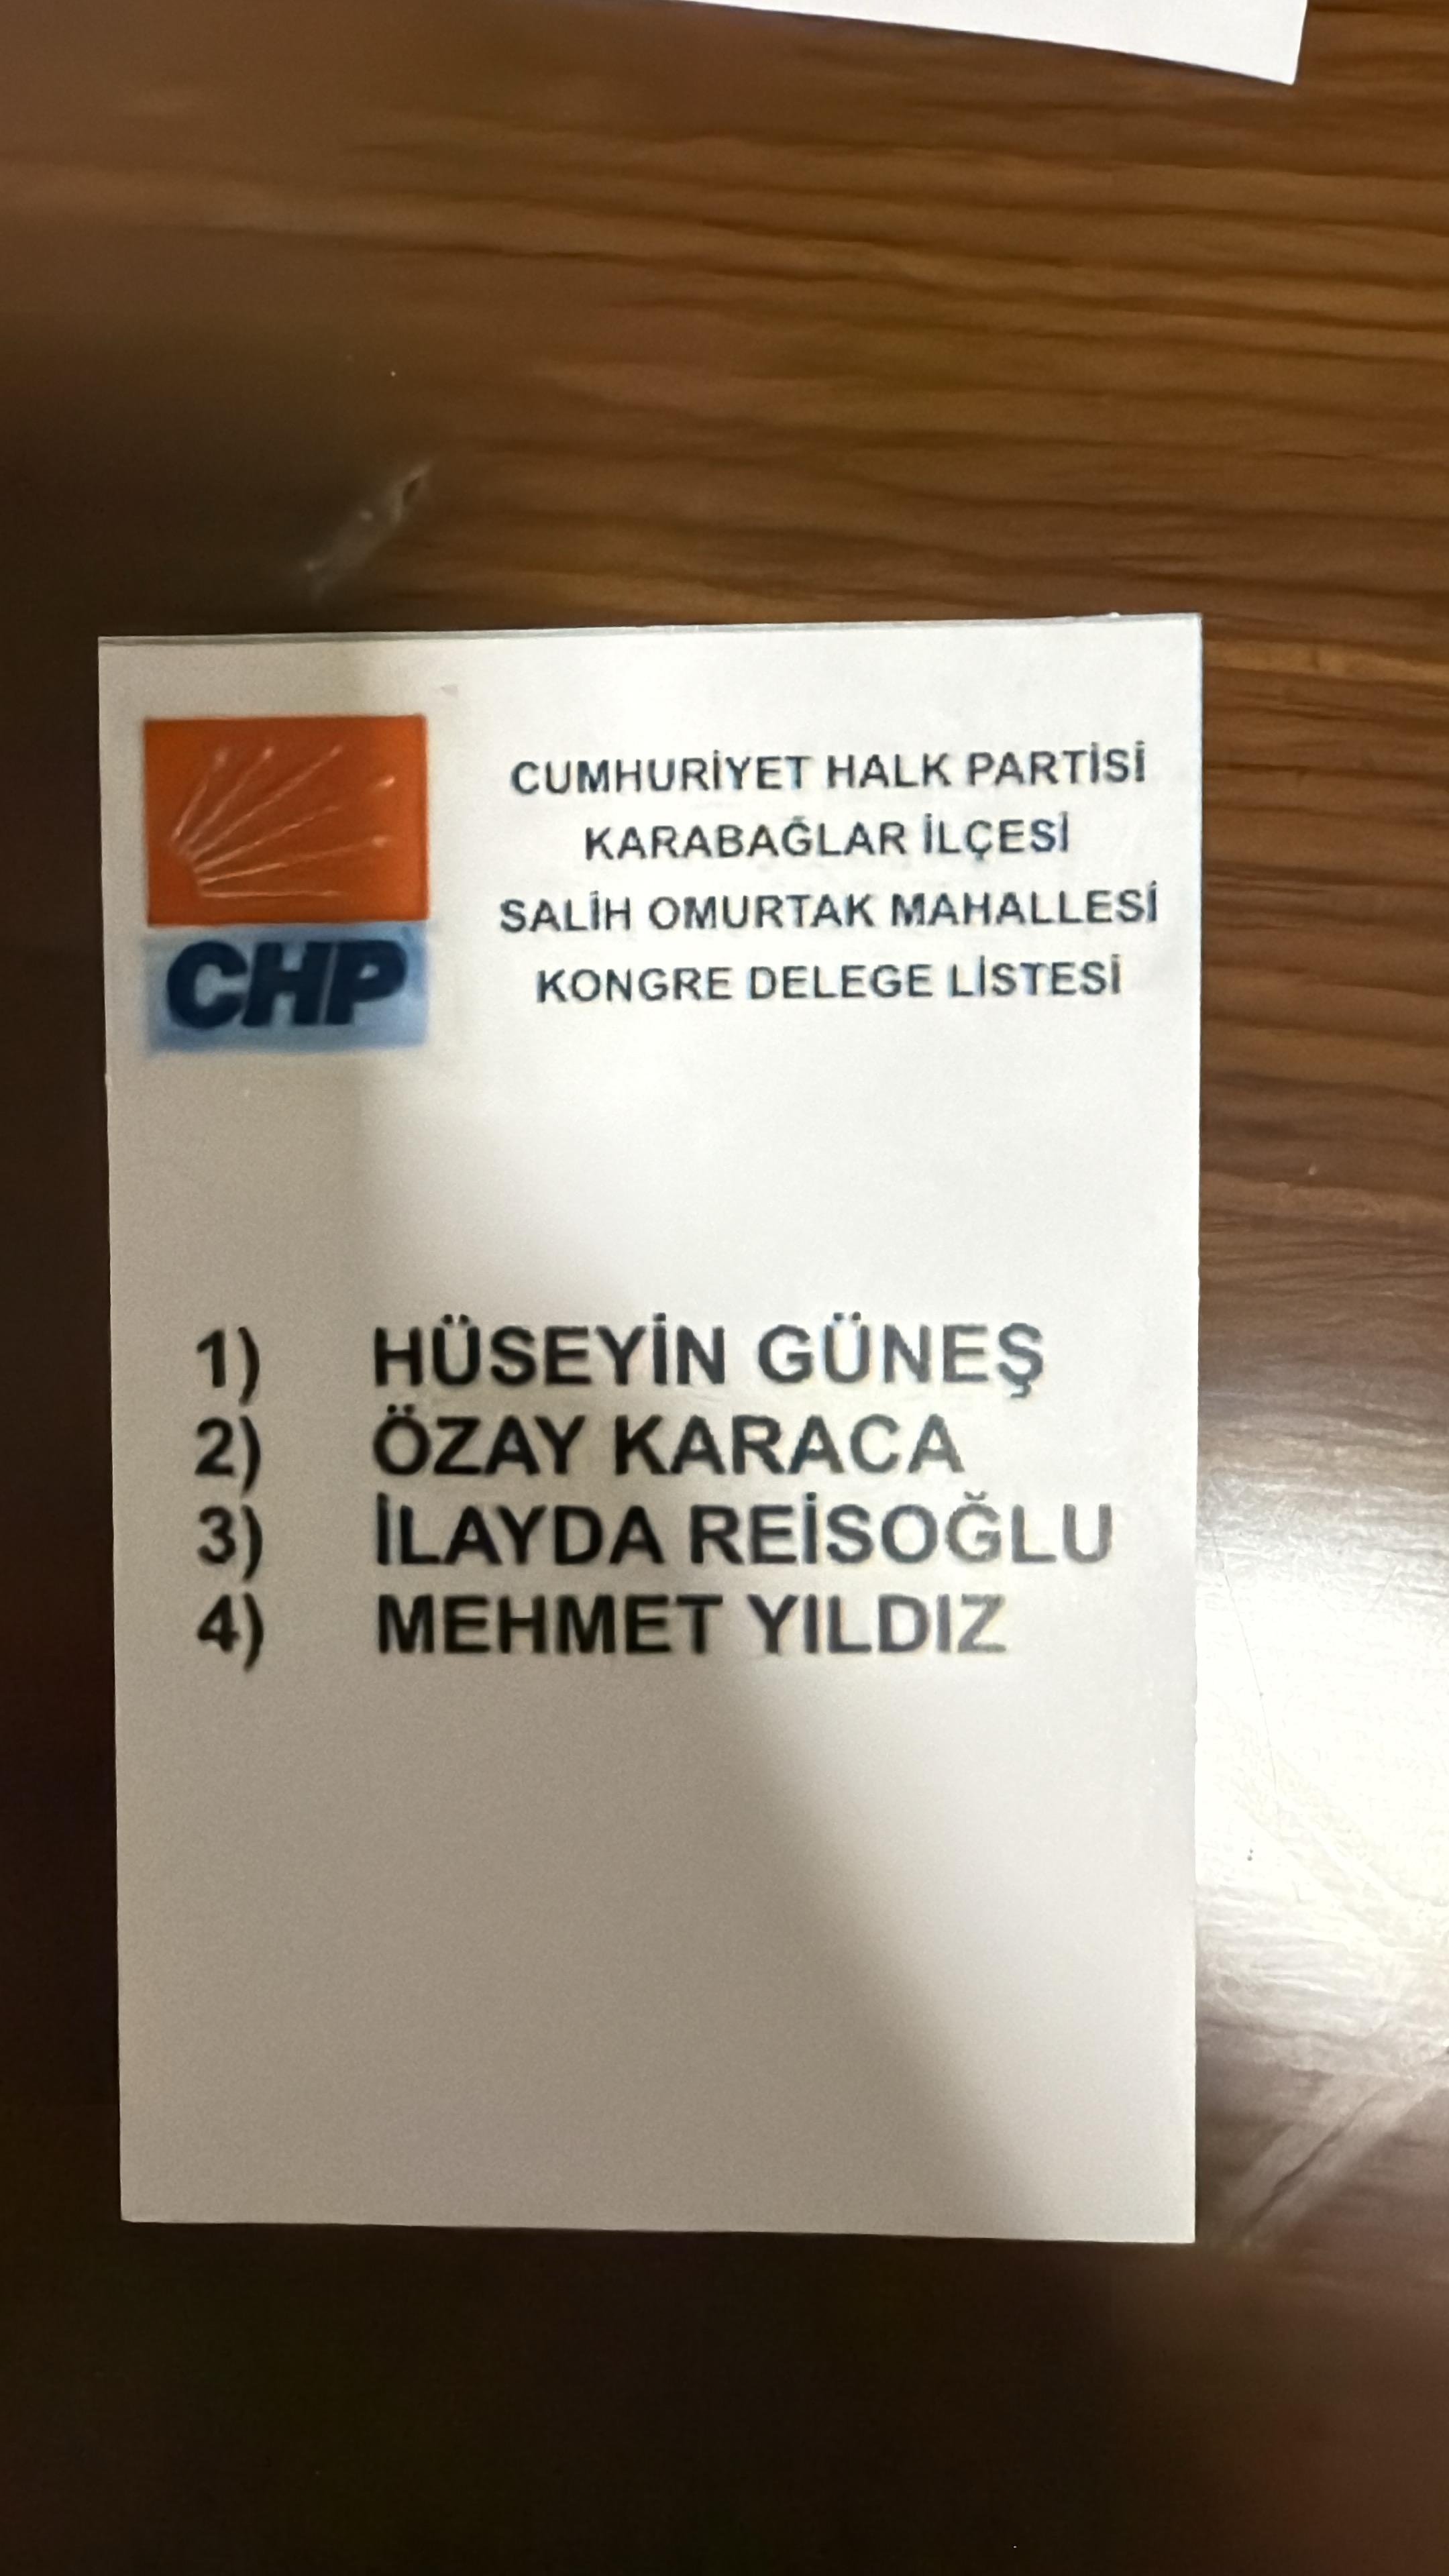 CHP
CUMHURİYET HALK PARTİSİ
KARABAĞLAR İLÇESİ
SALİH OMURTAK MAHALLESİ
KONGRE DELEGE LİSTESİ
1) HÜSEYİN GÜNEŞ
2) ÖZAY KARACA
3) İLAYDA REİSOĞLU
4) MEHMET YILDIZ